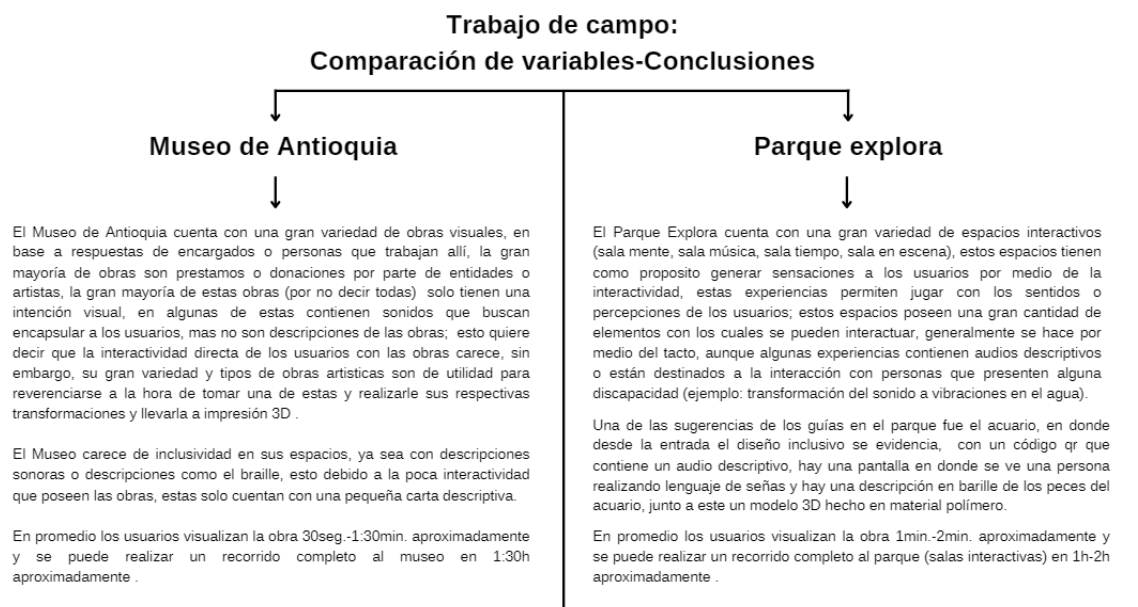 Trabajo de campo:
Comparación de variables-Conclusiones
Museo de Antioquia
El Museo de Antioquia cuenta con una gran variedad de obras visuales, en
base a respuestas de encargados o personas que trabajan allí, la gran
mayoría de obras son prestamos o donaciones por parte de entidades o
artistas, la gran mayoría de estas obras (por no decir todas) solo tienen una
intención visual, en algunas de estas contienen sonidos que buscan
encapsular a los usuarios, mas no son descripciones de las obras; esto quiere
decir que la interactividad directa de los usuarios con las obras carece, sin
embargo, su gran variedad y tipos de obras artisticas son de utilidad para
reverenciarse a la hora de tomar una de estas y realizarle sus respectivas
transformaciones y llevarla a impresión 3D .
El Museo carece de inclusividad en sus espacios, ya sea con descripciones
sonoras o descripciones como el braille, esto debido a la poca interactividad
que poseen las obras, estas solo cuentan con una pequeña carta descriptiva.
En promedio los usuarios visualizan la obra 30seg.-1:30min. aproximadamente
y se puede realizar un recorrido completo al museo en 1:30h
aproximadamente .
Parque explora
El Parque Explora cuenta con una gran variedad de espacios interactivos
(sala mente, sala música, sala tiempo, sala en escena), estos espacios tienen
como proposito generar sensaciones a los usuarios por medio de la
interactividad, estas experiencias permiten jugar con los sentidos o
percepciones de los usuarios; estos espacios poseen una gran cantidad de
elementos con los cuales se pueden interactuar, generalmente se hace por
medio del tacto, aunque algunas experiencias contienen audios descriptivos
o están destinados a la interacción con personas que presenten alguna
discapacidad (ejemplo: transformación del sonido a vibraciones en el agua).
Una de las sugerencias de los guías en el parque fue el acuario, en donde
desde la entrada el diseño inclusivo se evidencia, con un código qr que
contiene un audio descriptivo, hay una pantalla en donde se ve una persona
realizando lenguaje de señas y hay una descripción en barille de los peces del
acuario, junto a este un modelo 3D hecho en material polímero.
En promedio los usuarios visualizan la obra 1min.-2min. aproximadamente y
se puede realizar un recorrido completo al parque (salas interactivas) en 1h-2h
aproximadamente .